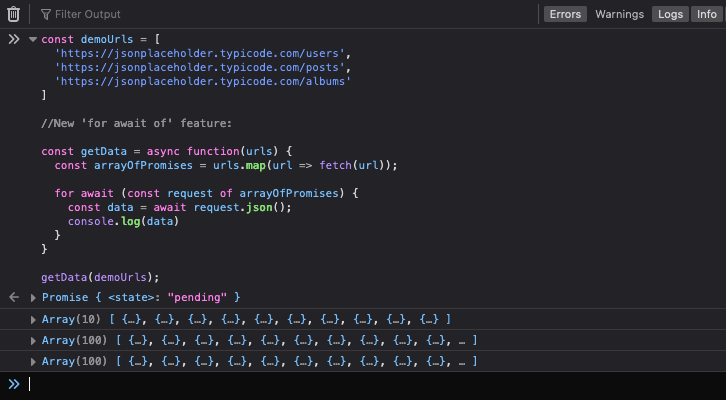 Filter Output Errors Warnings Logs Info
const demoUrls = [
'https://jsonplaceholder.typicode.com/users',
'https://jsonplaceholder.typicode.com/posts',
'https://jsonplaceholder.typicode.com/albums'
]
//New 'for await of' feature:
const getData = async function(urls) {
const arrayOfPromises = urls.map(url => fetch(url));
for await (const request of arrayOfPromises) {
const data = await request.json();
console.log(data)
}
}
getData(demoUrls);
Promise { <state>: "pending" }
Array(10) [ {…}, {…}, {…}, {…}, {…}, {…}, {…}, {…}, {…}, {…} ]
Array(100) [ {…}, {…}, {…}, {…}, {…}, {…}, {…}, {…}, {…}, {…}, … ]
Array(100) [ {…}, {…}, {…}, {…}, {…}, {…}, {…}, {…}, {…}, {…}, … ]